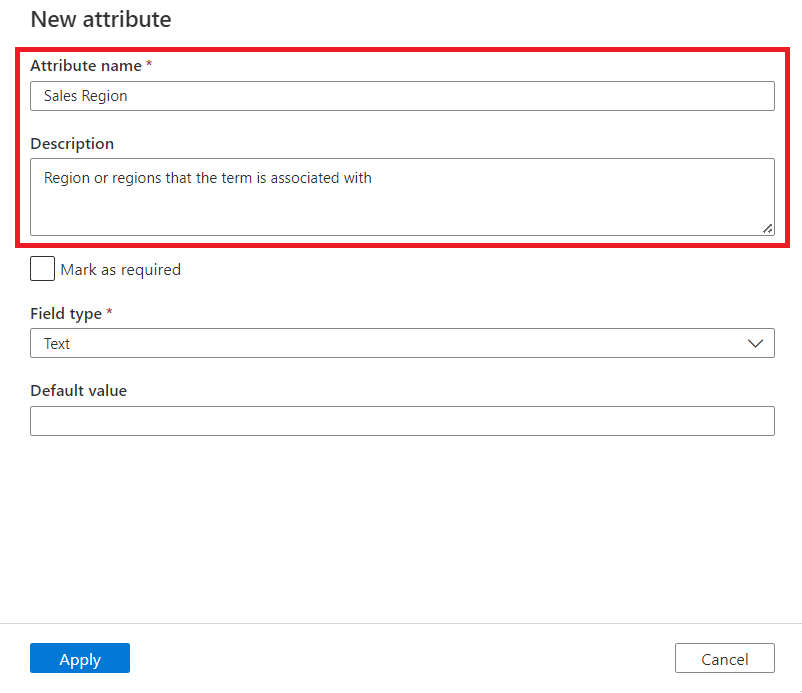 New attribute
Attribute name *
Sales Region
Description
Region or regions that the term is associated with
Mark as required
Field type *
Text
Default value
Apply
Cancel